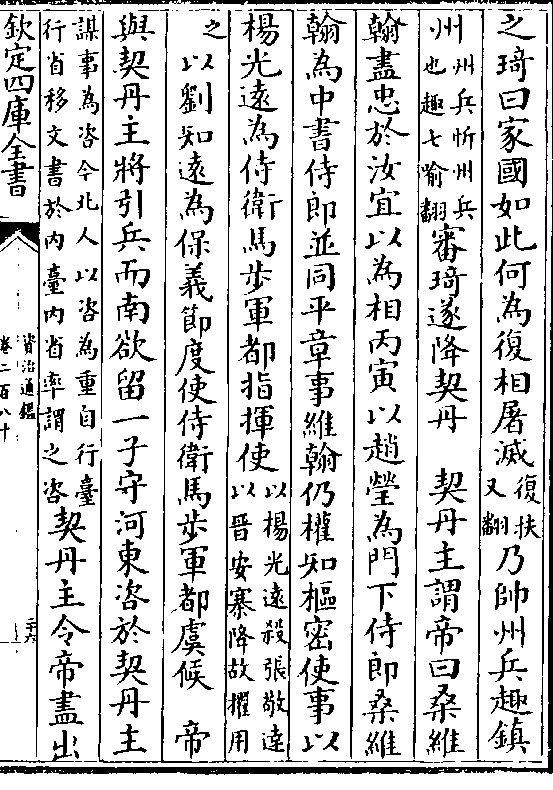 之琦曰家國如此何為復相屠滅復扶又翻乃帥州兵趣鎮
州州兵忻州兵也趣七喻翻審琦遂降契丹　契丹主謂帝曰桑維
翰盡忠於汝宜以為相丙寅以趙瑩為門下侍郎桑維
翰為中書侍郎並同平章事維翰仍權知樞密使事以
楊光遠為侍衛馬步軍都指揮使以楊光遠殺張敬達以晉安寨降故擢用
之以劉知遠為保義節度使侍衛馬步軍都虞候　帝
與契丹主將引兵而南欲留一子守河東咨於契丹主
謀事為咨今北人以咨為重自行臺行省移文書於內臺內省率謂之咨契丹主令帝盡出
欽定四庫全書
資治通鑑
卷二百八十
二十六